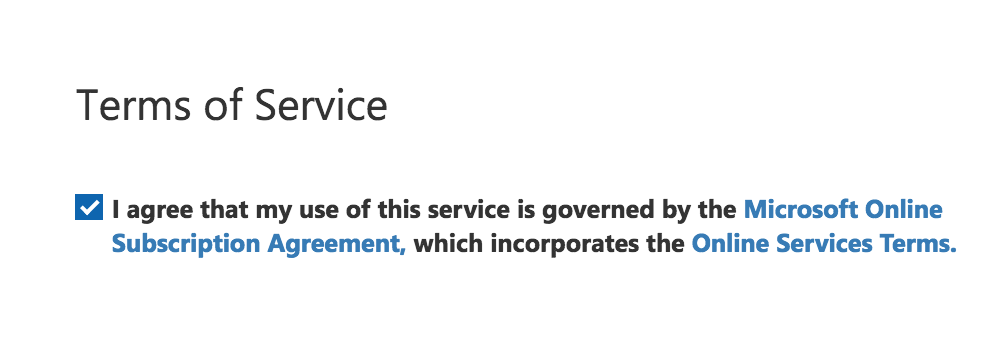 Terms of Service
I agree that my use of this service is governed by the Microsoft Online
Subscription Agreement, which incorporates the Online Services Terms.